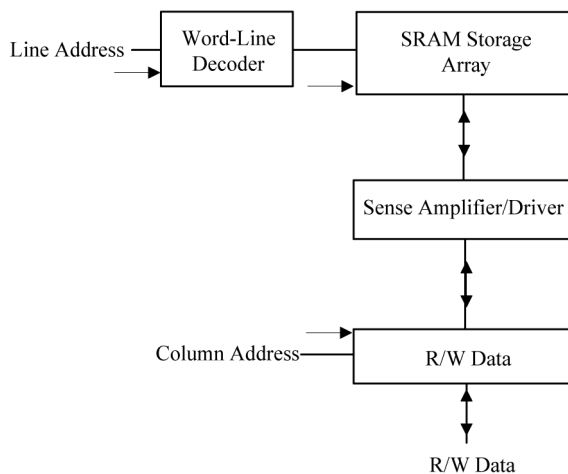 Line Address
Word-Line
Decoder
SRAM Storage
Array
Sense Amplifier/Driver
Column Address
R/W Data
R/W Data